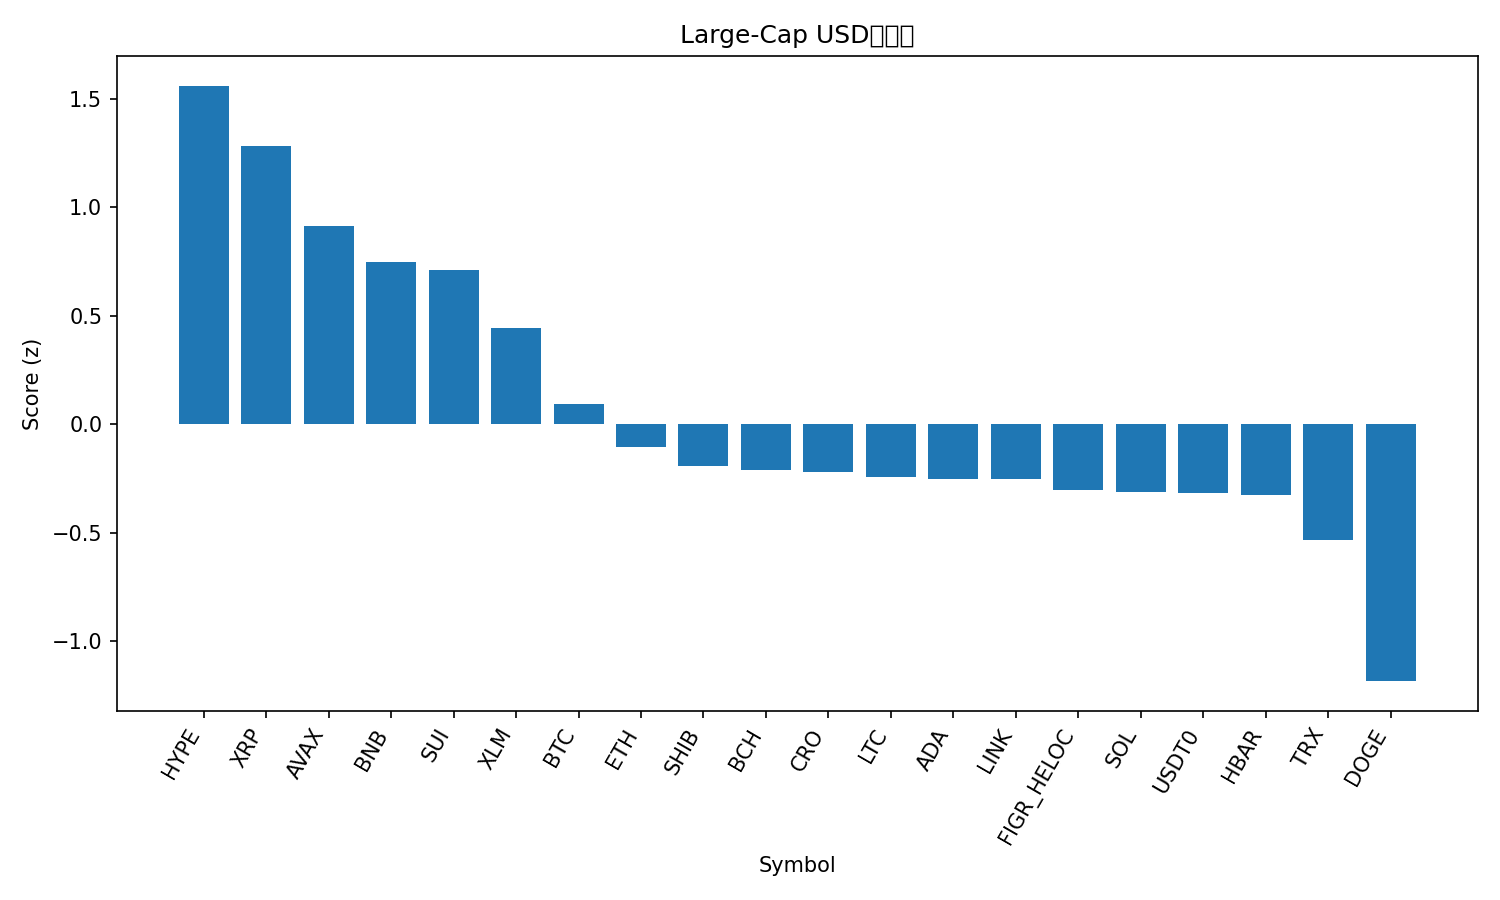 Large-Cap USD
1.5
1.0
0.5
0.0
−0.5
−1.0
Score (z)
HYPE
XRP
AVAX
BNB
SUI
XLM
BTC
ETH
SHIB
BCH
CRO
LTC
ADA
LINK
FIGR_HELOC
SOL
USDT0
HBAR
TRX
DOGE
Symbol